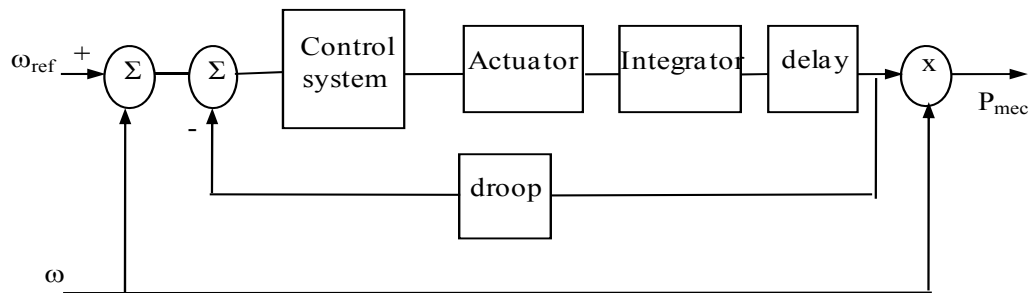 ω_ref
+
Σ
Σ
Control
system
Actuator
Integrator
delay
x
P_mec
-
droop
ω